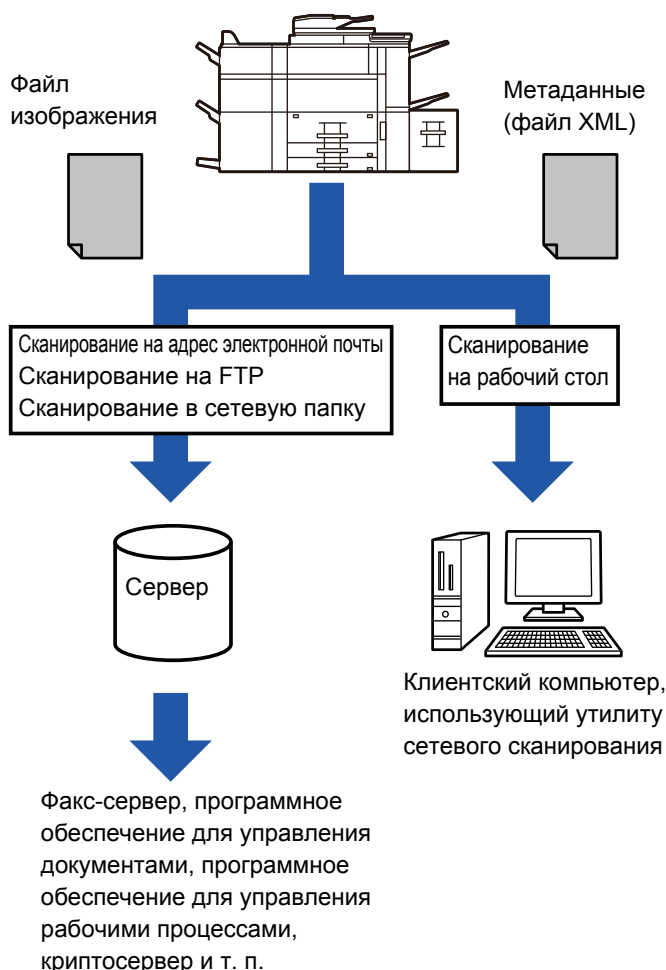 Файл
изображения
Метаданные
(файл XML)
Сканирование на адрес электронной почты
Сканирование на FTP
Сканирование в сетевую папку
Сканирование
на рабочий стол
Сервер
Клиентский компьютер,
использующий утилиту
сетевого сканирования
Факс-сервер, программное
обеспечение для управления
документами, программное
обеспечение для управления
рабочими процессами,
криптосервер и т. п.